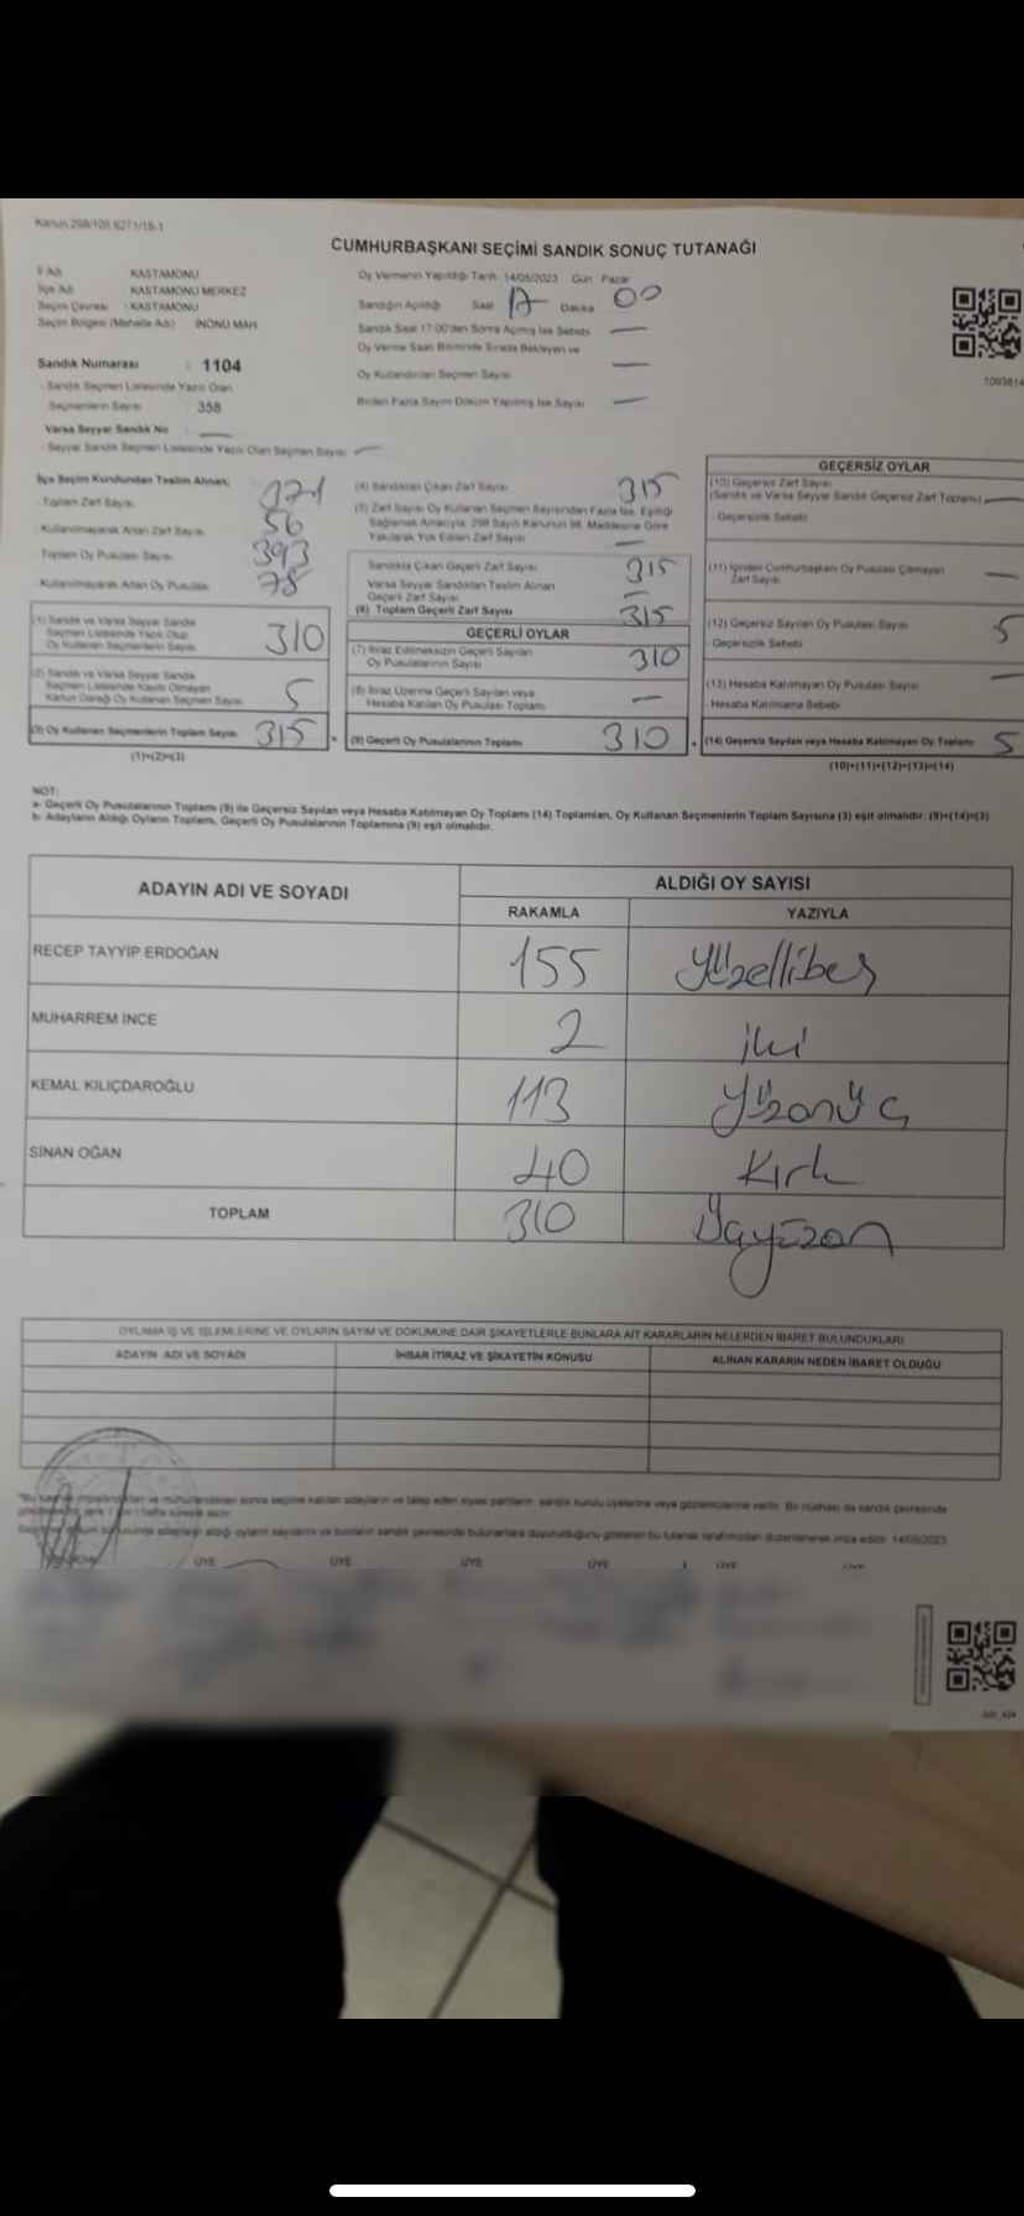 Kanun 298/105 6271/18-1
CUMHURBAŞKANI SEÇİMİ SANDIK SONUÇ TUTANAĞI
İl Adı KASTAMONU
İlçe Adı KASTAMONU MERKEZ
Seçim Çevresi : KASTAMONU
Seçim Bölgesi (Mahalle Adı) İNÖNÜ MAH
Oy Vermenin Yapıldığı Tarih: 14/05/2023 Gün Pazar
Sandığın Açıldığı Saat 17 Dakika 00
Sandık Saat 17:00'den Sonra Açılmış İse Sebebi —
Oy Verme Saati Bitiminde Sırada Bekleyen ve
Oy Kullandırılan Seçmen Sayısı —
Birden Fazla Sayım Döküm Yapılmış İse Sayısı —
Sandık Numarası : 1104
Sandık Seçmen Listesinde Yazılı Olan
Seçmenlerin Sayısı 358
Varsa Seyyar Sandık No —
Seyyar Sandık Seçmen Listesinde Yazılı Olan Seçmen Sayısı —
İlçe Seçim Kurulundan Teslim Alınan;
Toplam Zarf Sayısı
Kullanılmayarak Artan Zarf Sayısı 56
Toplam Oy Pusulası Sayısı 393
Kullanılmayarak Artan Oy Pusulası 78
(1) Sandık ve Varsa Seyyar Sandık
Seçmen Listesinde Yazılı Olup
Oy Kullanan Seçmenlerin Sayısı 310
(2) Sandık ve Varsa Seyyar Sandık
Seçmen Listesinde Kayıtlı Olmayan
Kanun Gereği Oy Kullanan Seçmen Sayısı 5
(3) Oy Kullanan Seçmenlerin Toplam Sayısı 315
(1)+(2)=(3)
(4) Sandıktan Çıkan Zarf Sayısı 315
(5) Zarf Sayısı Oy Kullanan Seçmen Sayısından Fazla İse, Eşitliği
Sağlamak Amacıyla, 298 Sayılı Kanunun 98. Maddesine Göre
Yakılarak Yok Edilen Zarf Sayısı —
Sandıkta Çıkan Geçerli Zarf Sayısı 315
Varsa Seyyar Sandıktan Teslim Alınan
Geçerli Zarf Sayısı —
(6) Toplam Geçerli Zarf Sayısı 315
GEÇERLİ OYLAR
(7) İtiraz Edilmeksizin Geçerli Sayılan
Oy Pusulalarının Sayısı 310
(8) İtiraz Üzerine Geçerli Sayılan veya
Hesaba Katılan Oy Pusulası Toplamı —
(9) Geçerli Oy Pusulalarının Toplamı 310
GEÇERSİZ OYLAR
(10) Geçersiz Zarf Sayısı
(Sandık ve Varsa Seyyar Sandık Geçersiz Zarf Toplamı) —
Geçersizlik Sebebi
(11) İçinden Cumhurbaşkanı Oy Pusulası Çıkmayan
Zarf Sayısı —
(12) Geçersiz Sayılan Oy Pusulası Sayısı 5
Geçersizlik Sebebi
(13) Hesaba Katılmayan Oy Pusulası Sayısı —
Hesaba Katılmama Sebebi
(14) Geçersiz Sayılan veya Hesaba Katılmayan Oy Toplamı 5
(10)+(11)+(12)+(13)=(14)
NOT:
a- Geçerli Oy Pusulalarının Toplamı (9) ile Geçersiz Sayılan veya Hesaba Katılmayan Oy Toplamı (14) Toplamları, Oy Kullanan Seçmenlerin Toplam Sayısına (3) eşit olmalıdır. (9)+(14)=(3)
b- Adayların Aldığı Oyların Toplamı, Geçerli Oy Pusulalarının Toplamına (9) eşit olmalıdır.
ADAYIN ADI VE SOYADI
ALDIĞI OY SAYISI
RAKAMLA YAZIYLA
RECEP TAYYİP ERDOĞAN 155 Yüzellibeş
MUHARREM İNCE 2 iki
KEMAL KILIÇDAROĞLU 113 Yüzonüç
SİNAN OĞAN 40 Kırk
TOPLAM 310 Üçyüzon
OYLAMA İŞ VE İŞLEMLERİNE VE OYLARIN SAYIM VE DÖKÜMÜNE DAİR ŞİKAYETLERLE BUNLARA AİT KARARLARIN NELERDEN İBARET BULUNDUKLARI
ADAYIN ADI VE SOYADI İHBAR İTİRAZ VE ŞİKAYETİN KONUSU ALINAN KARARIN NEDEN İBARET OLDUĞU
ÜYE ÜYE ÜYE ÜYE ÜYE